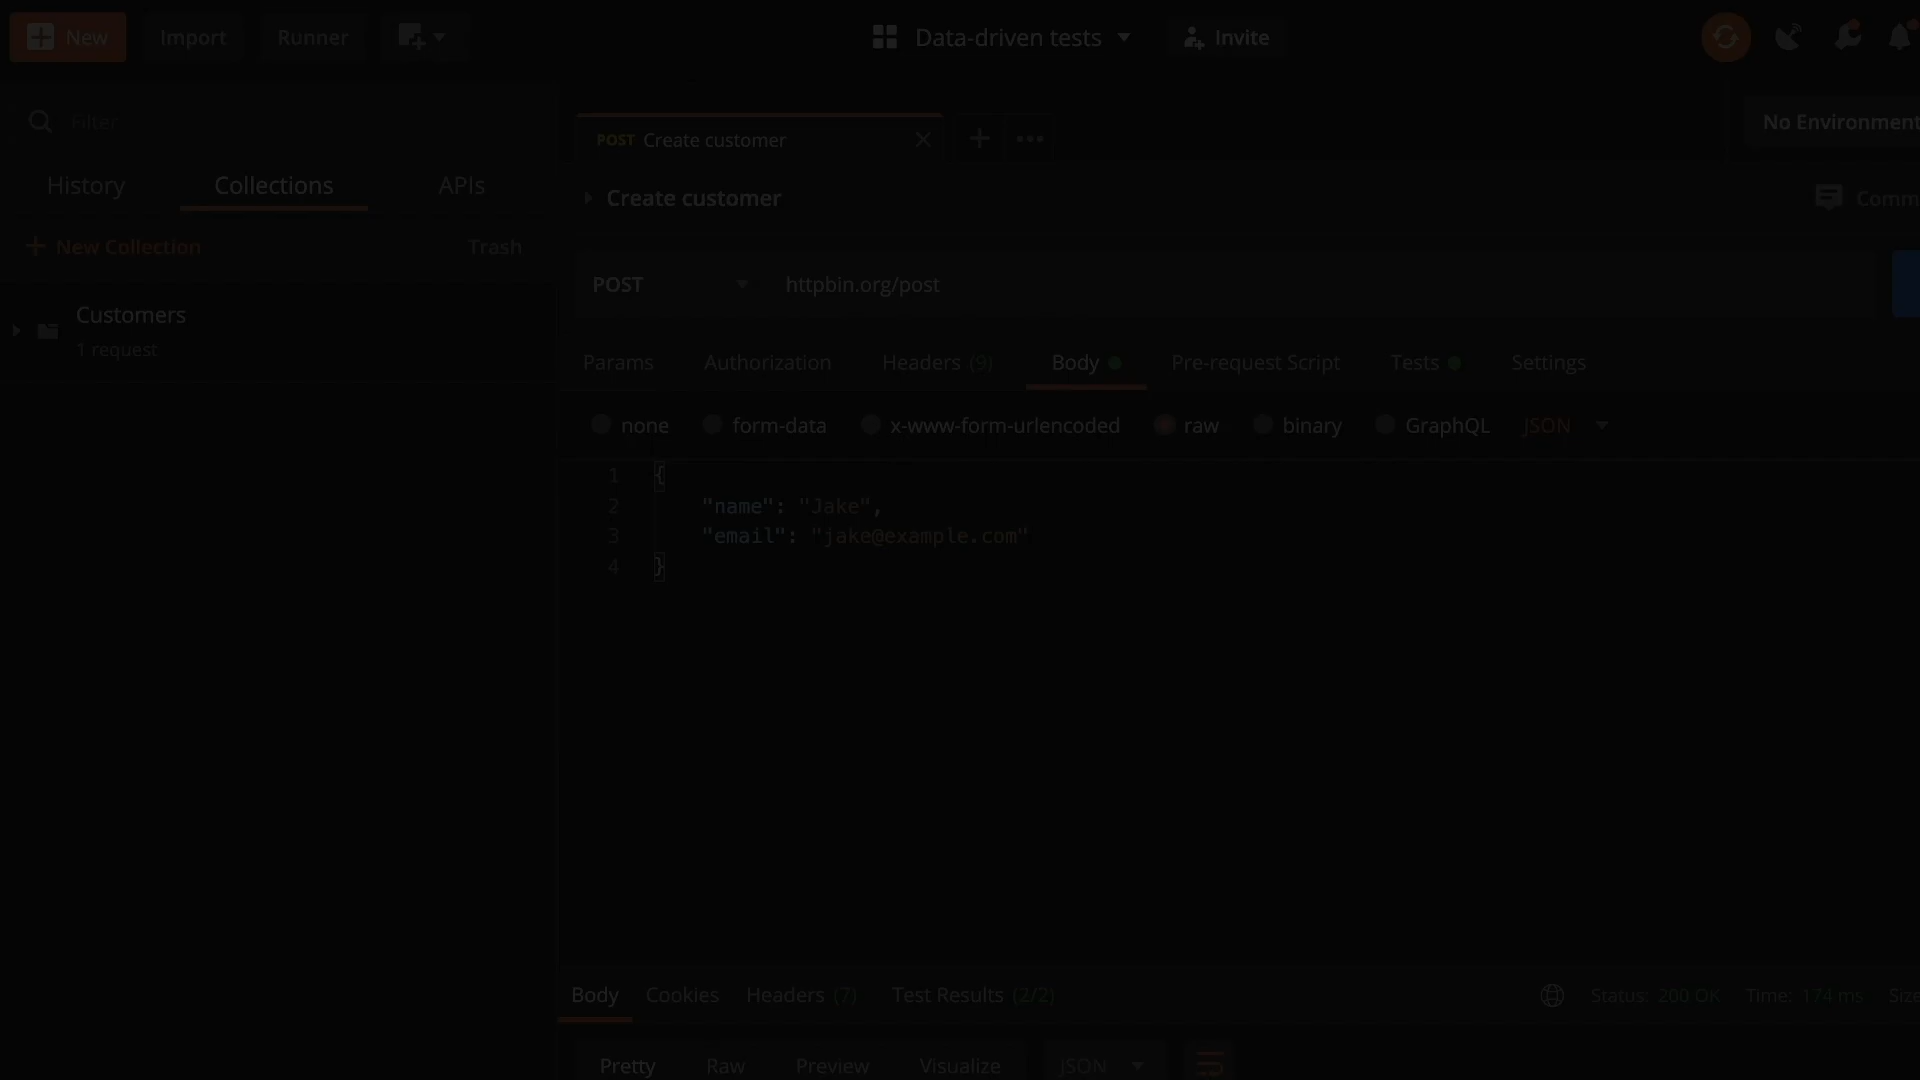 New Import Runner Data-driven tests Invite
Filter No Environment
POST Create customer
History Collections APIs
Create customer Comm
New Collection Trash
POST httpbin.org/post
Customers
1 request
Params Authorization Headers (9) Body Pre-request Script Tests Settings
none form-data x-www-form-urlencoded raw binary GraphQL JSON
1 {
2 "name": "Jake",
3 "email": "jake@example.com"
4 }
Body Cookies Headers (7) Test Results (2/2) Status: 200 OK Time: 174 ms Size
Pretty Raw Preview Visualize JSON